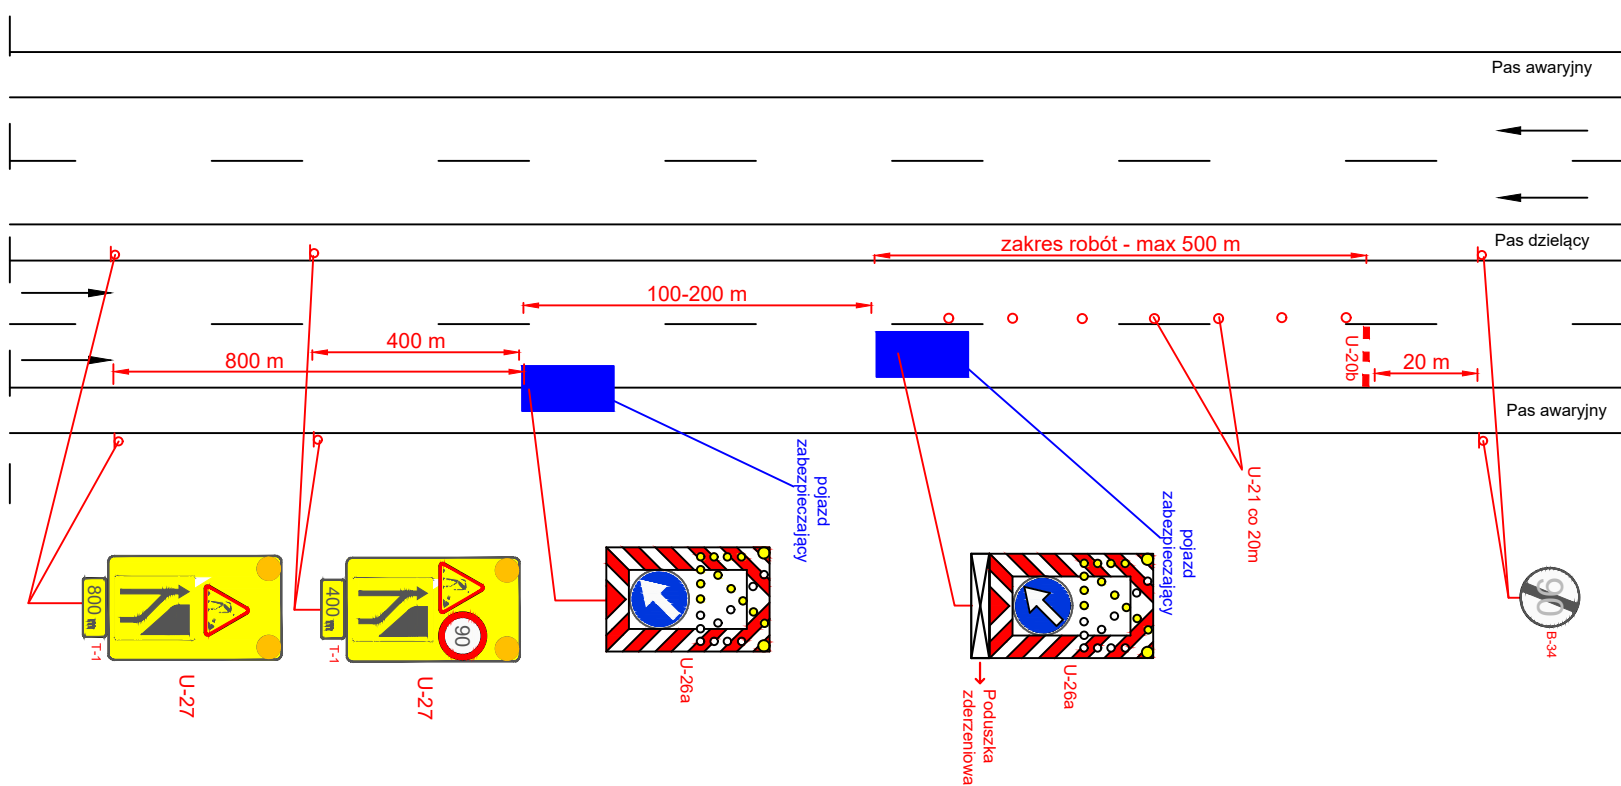 Pas awaryjny
Pas dzielący
zakres robót - max 500 m
100-200 m
400 m
800 m
U-20b
20 m
Pas awaryjny
pojazd
zabezpieczający
pojazd
zabezpieczający
U-21 co 20m
800 m
T-1
U-27
400 m
T-1
90
U-27
U-26a
U-26a
Poduszka
zderzeniowa
90
B-34